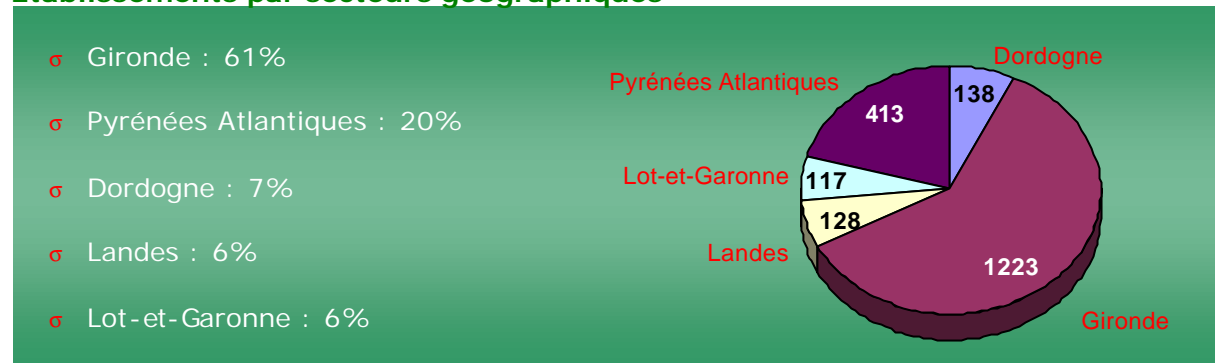 Etablissements par secteurs géographiques
σ Gironde : 61%
σ Pyrénées Atlantiques : 20%
σ Dordogne : 7%
σ Landes : 6%
σ Lot-et-Garonne : 6%
Dordogne
Pyrénées Atlantiques
138
413
Lot-et-Garonne
117
128
Landes
1223
Gironde